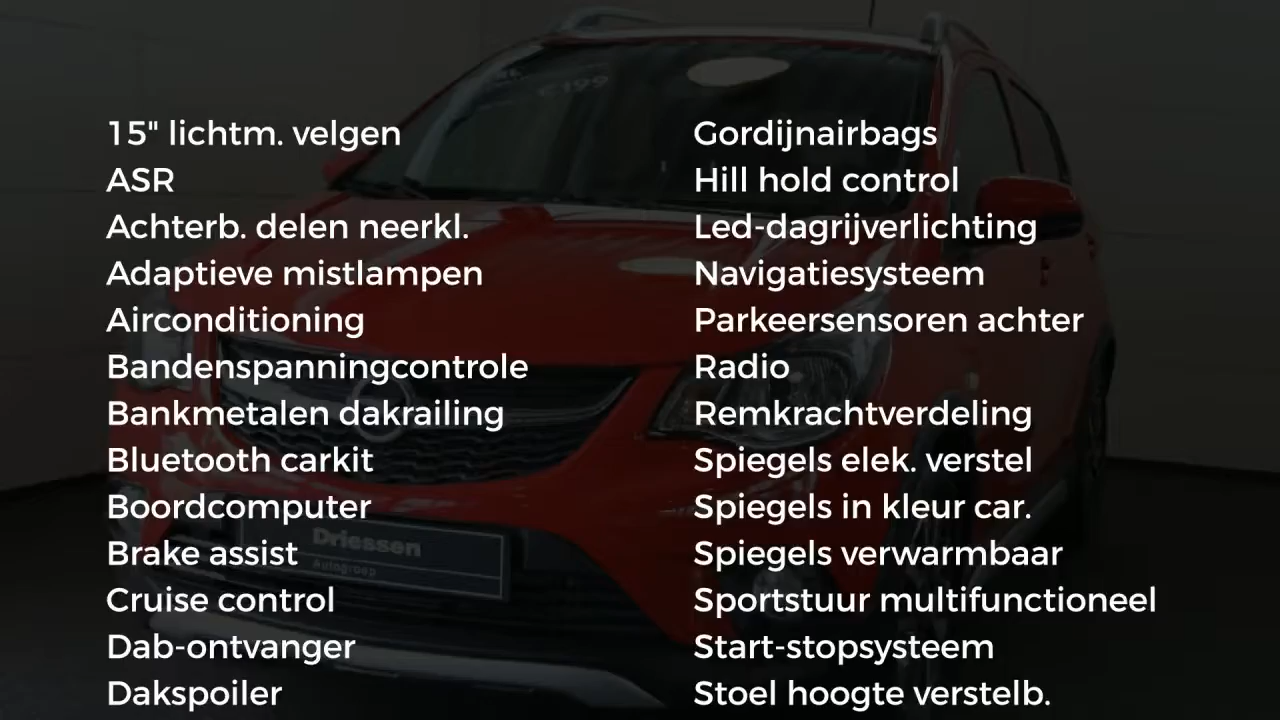 15" lichtm. velgen
ASR
Achterb. delen neerkl.
Adaptieve mistlampen
Airconditioning
Bandenspanningcontrole
Bankmetalen dakrailing
Bluetooth carkit
Boordcomputer
Brake assist
Cruise control
Dab-ontvanger
Dakspoiler
Gordijnairbags
Hill hold control
Led-dagrijverlichting
Navigatiesysteem
Parkeersensoren achter
Radio
Remkrachtverdeling
Spiegels elek. verstel
Spiegels in kleur car.
Spiegels verwarmbaar
Sportstuur multifunctioneel
Start-stopsysteem
Stoel hoogte verstelb.
Driessen
Autogroep